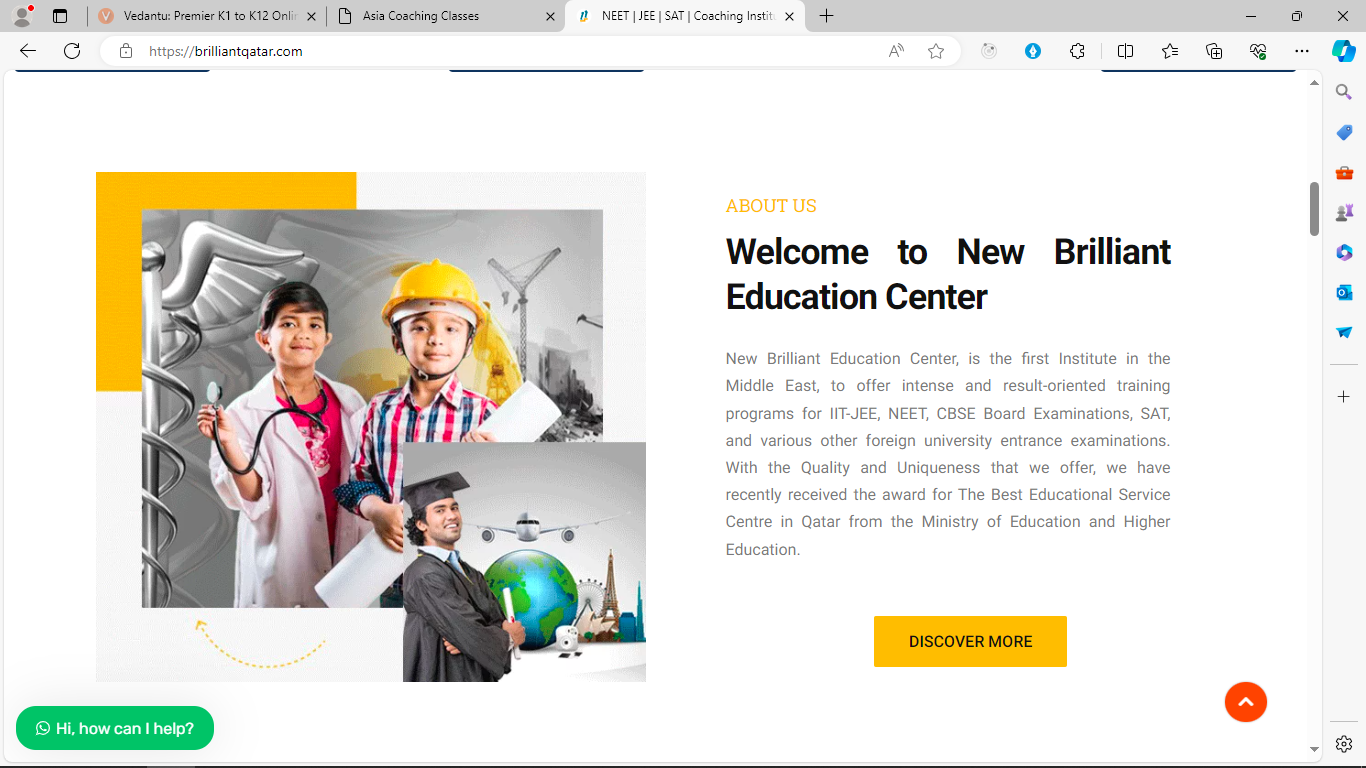 Vedantu: Premier K1 to K12 Onli
Asia Coaching Classes
NEET | JEE | SAT | Coaching Instit
https://brilliantqatar.com
ABOUT US
Welcome to New Brilliant
Education Center
New Brilliant Education Center, is the first Institute in the
Middle East, to offer intense and result-oriented training
programs for IIT-JEE, NEET, CBSE Board Examinations, SAT,
and various other foreign university entrance examinations.
With the Quality and Uniqueness that we offer, we have
recently received the award for The Best Educational Service
Centre in Qatar from the Ministry of Education and Higher
Education.
DISCOVER MORE
Hi, how can I help?